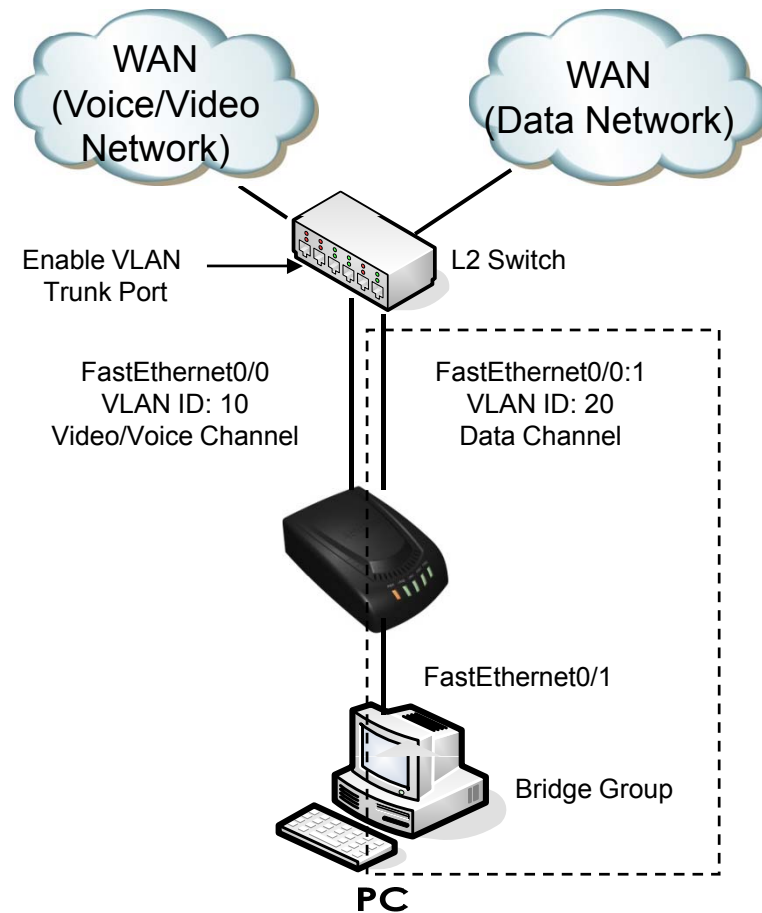 WAN
(Voice/Video
Network)
WAN
(Data Network)
Enable VLAN
Trunk Port
L2 Switch
FastEthernet0/0
VLAN ID: 10
Video/Voice Channel
FastEthernet0/0:1
VLAN ID: 20
Data Channel
FastEthernet0/1
Bridge Group
PC